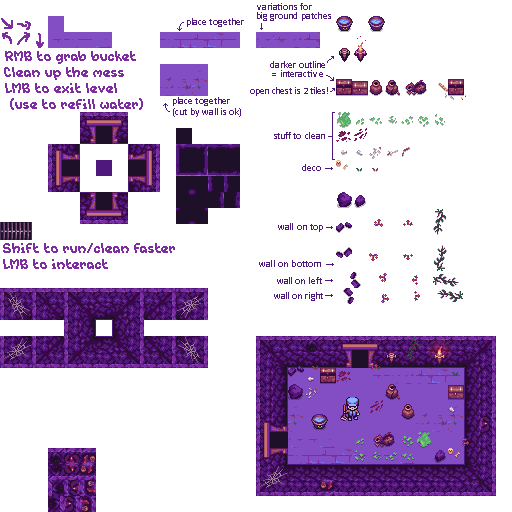 variations for
big ground patches
place together
RMB to grab bucket
Clean up the mess
LMB to exit level
(use to refill water)
darker outline
= interactive
open chest is 2 tiles!
place together
(cut by wall is ok)
stuff to clean
deco
wall on top
Shift to run/clean faster
LMB to interact
wall on bottom
wall on left
wall on right